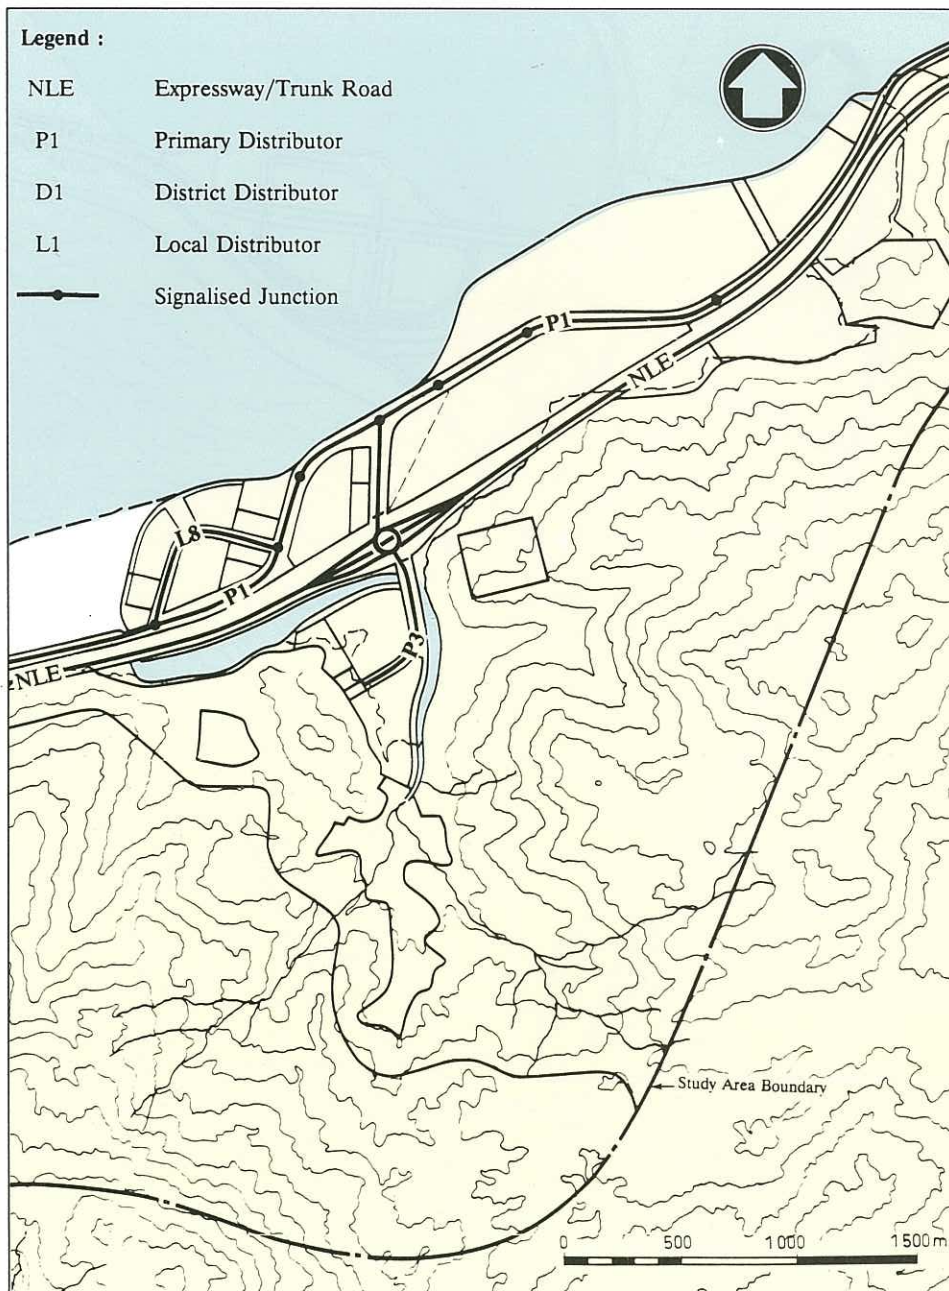 Legend :
NLE Expressway/Trunk Road
P1 Primary Distributor
D1 District Distributor
L1 Local Distributor
Signalised Junction
P1
NLE
L8
P1
P3
NLE
Study Area Boundary
0 500 1000 1500m